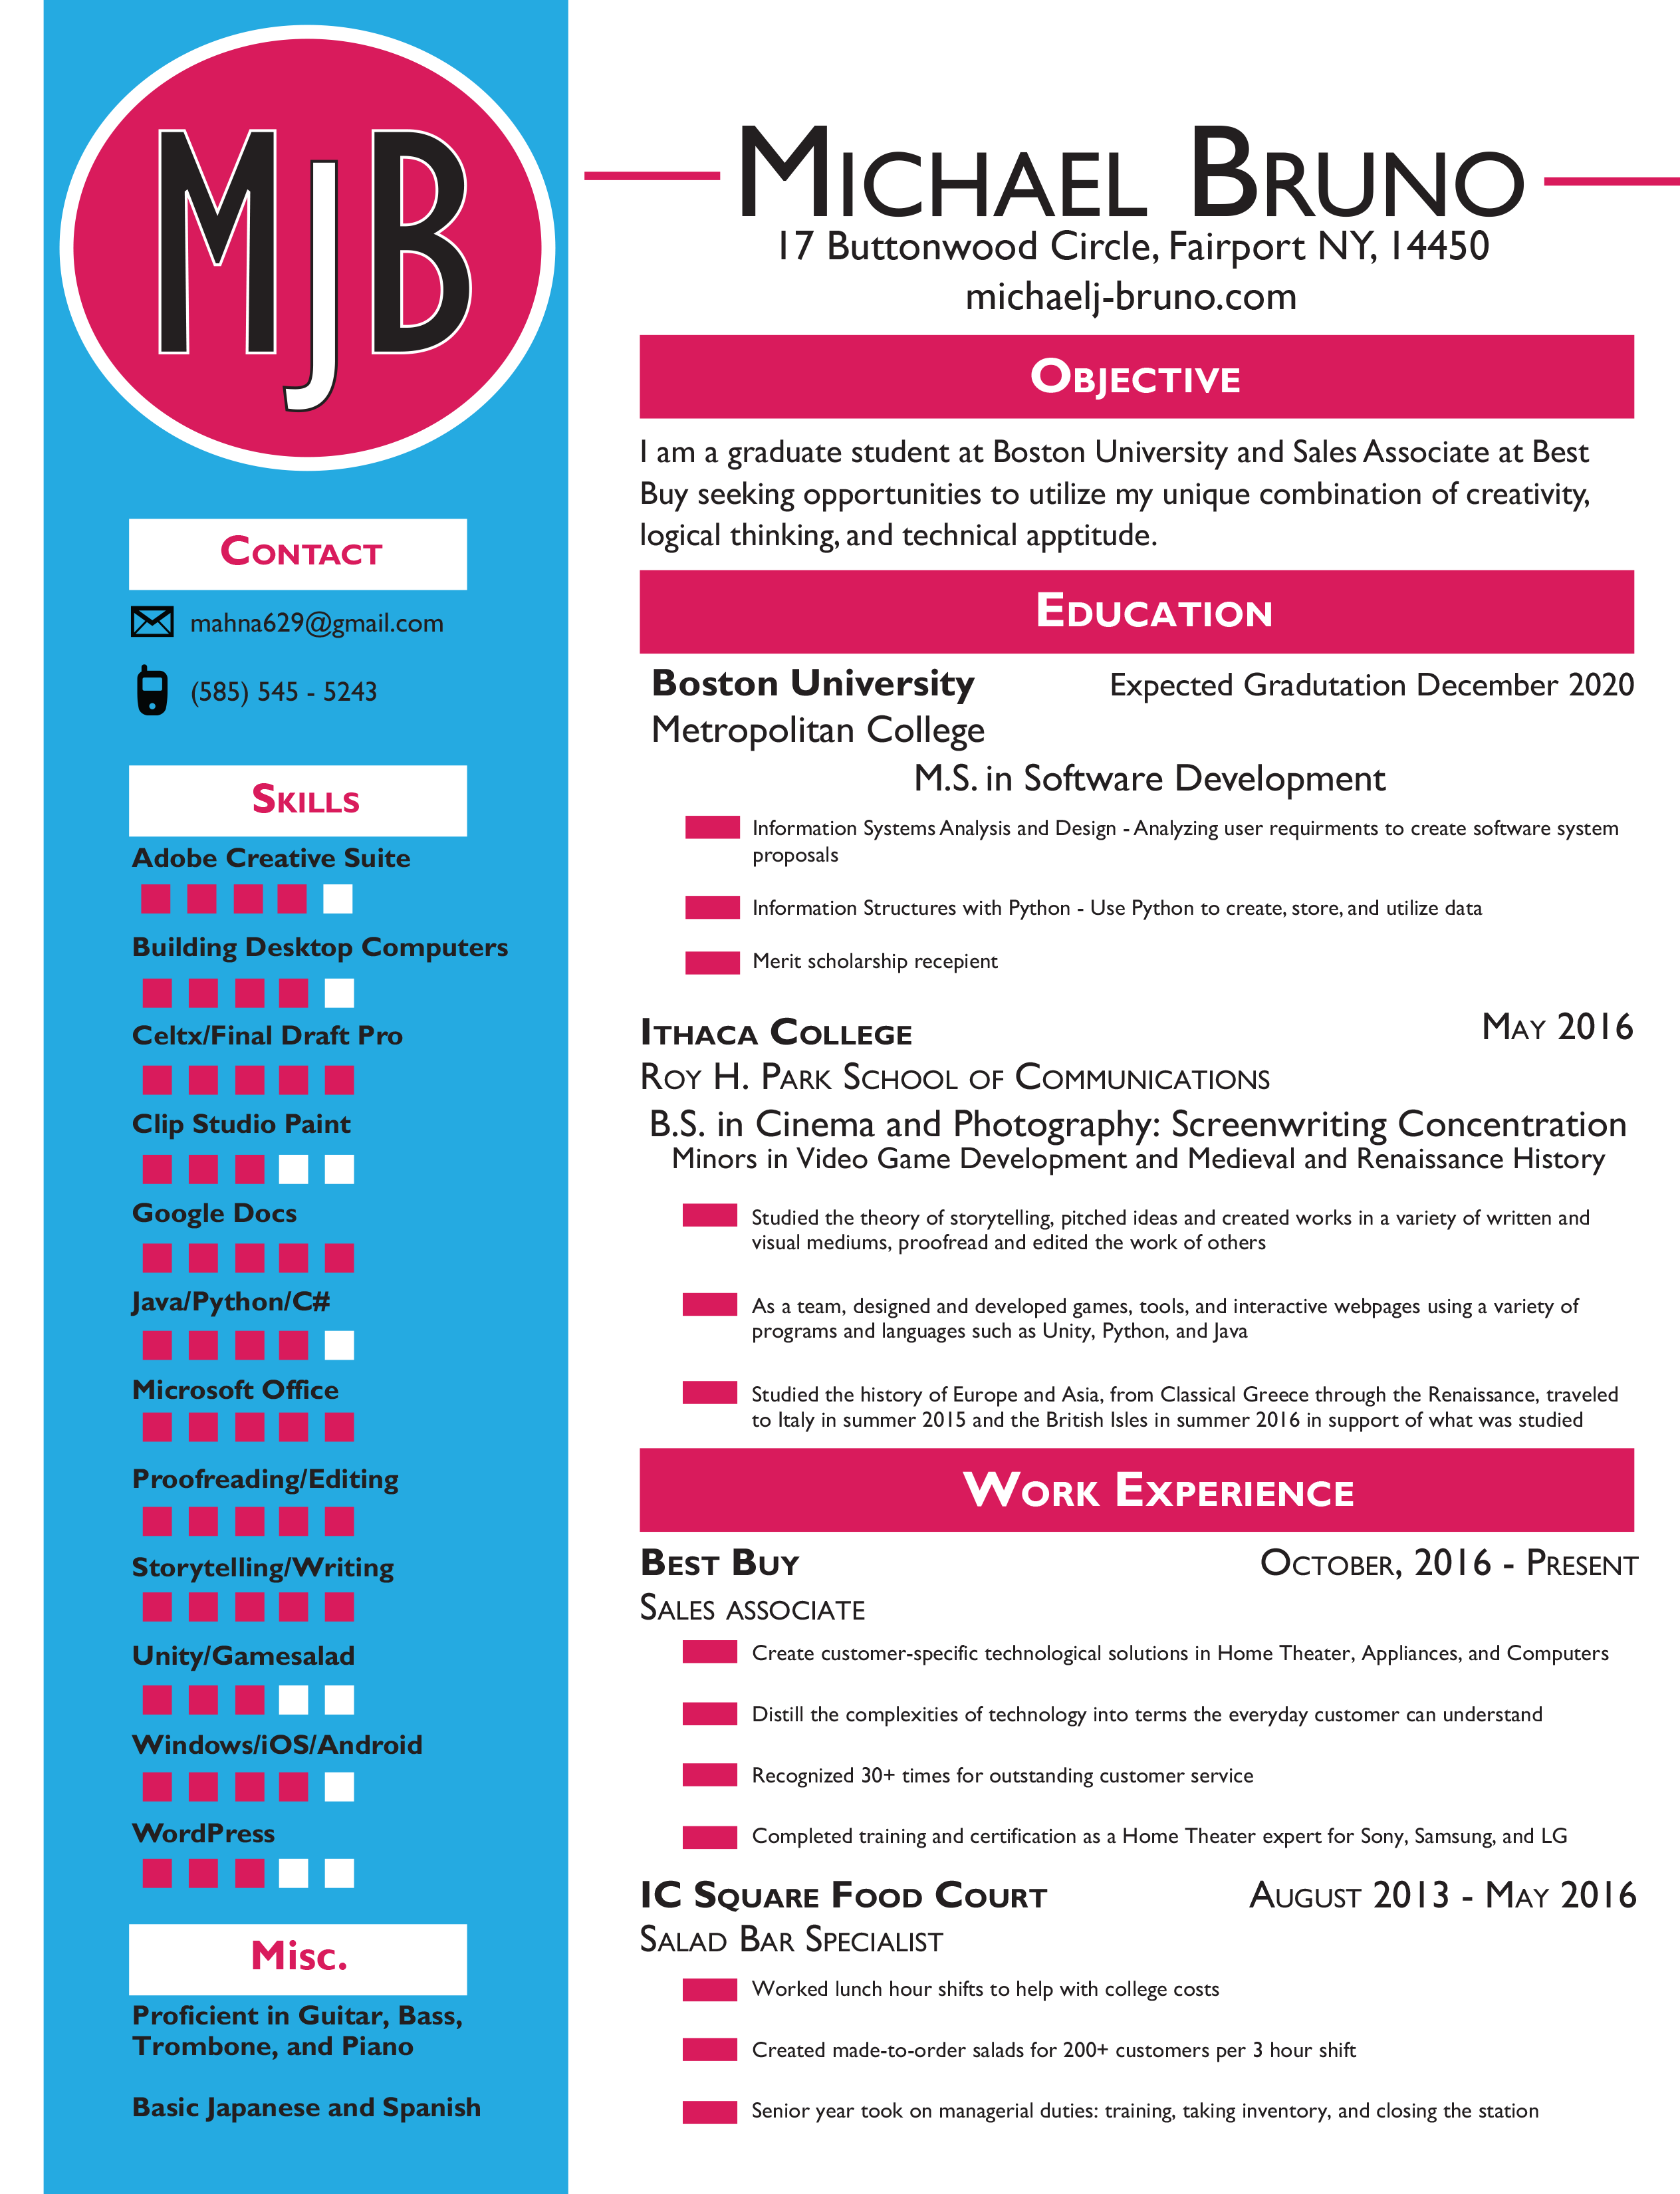 MJB
Contact
mahna629@gmail.com
(585) 545 - 5243
Skills
Adobe Creative Suite
Building Desktop Computers
Celtx/Final Draft Pro
Clip Studio Paint
Google Docs
Java/Python/C#
Microsoft Office
Proofreading/Editing
Storytelling/Writing
Unity/Gamesalad
Windows/iOS/Android
WordPress
Misc.
Proficient in Guitar, Bass,
Trombone, and Piano
Basic Japanese and Spanish
Michael Bruno
17 Buttonwood Circle, Fairport NY, 14450
michaelj-bruno.com
Objective
I am a graduate student at Boston University and Sales Associate at Best
Buy seeking opportunities to utilize my unique combination of creativity,
logical thinking, and technical apptitude.
Education
Boston University Expected Gradutation December 2020
Metropolitan College
M.S. in Software Development
Information Systems Analysis and Design - Analyzing user requirments to create software system
proposals
Information Structures with Python - Use Python to create, store, and utilize data
Merit scholarship recepient
Ithaca College May 2016
Roy H. Park School of Communications
B.S. in Cinema and Photography: Screenwriting Concentration
Minors in Video Game Development and Medieval and Renaissance History
Studied the theory of storytelling, pitched ideas and created works in a variety of written and
visual mediums, proofread and edited the work of others
As a team, designed and developed games, tools, and interactive webpages using a variety of
programs and languages such as Unity, Python, and Java
Studied the history of Europe and Asia, from Classical Greece through the Renaissance, traveled
to Italy in summer 2015 and the British Isles in summer 2016 in support of what was studied
Work Experience
Best Buy October, 2016 - Present
Sales associate
Create customer-specific technological solutions in Home Theater, Appliances, and Computers
Distill the complexities of technology into terms the everyday customer can understand
Recognized 30+ times for outstanding customer service
Completed training and certification as a Home Theater expert for Sony, Samsung, and LG
IC Square Food Court August 2013 - May 2016
Salad Bar Specialist
Worked lunch hour shifts to help with college costs
Created made-to-order salads for 200+ customers per 3 hour shift
Senior year took on managerial duties: training, taking inventory, and closing the station